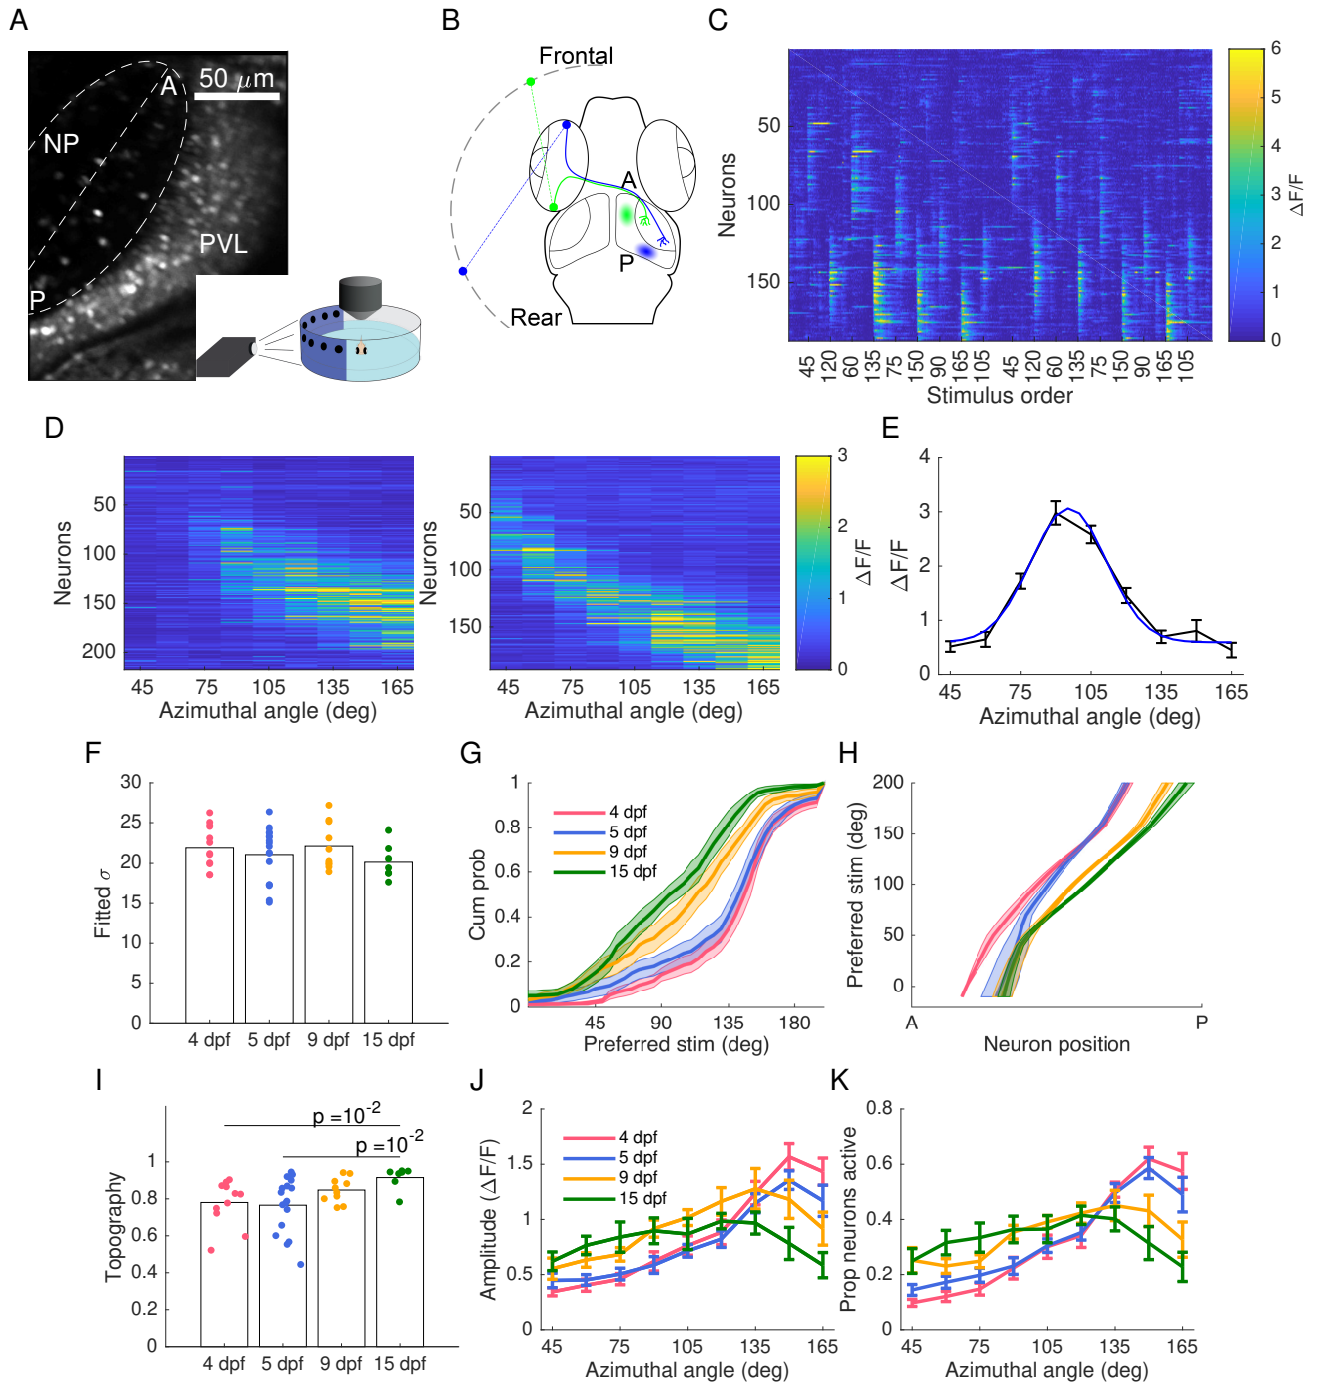 A
50 μm
A
NP
PVL
P
B
Frontal
A
P
Rear
C
Neurons
50
100
150
45
120
60
135
75
150
90
165
105
45
120
60
135
75
150
90
165
105
Stimulus order
6
5
4
3
2
1
0
ΔF/F
D
Neurons
50
100
150
200
45 75 105 135 165
Azimuthal angle (deg)
Neurons
50
100
150
45 75 105 135 165
Azimuthal angle (deg)
3
2
1
0
ΔF/F
E
ΔF/F
4
3
2
1
0
45 75 105 135 165
Azimuthal angle (deg)
F
Fitted σ
30
25
20
15
10
5
0
4 dpf 5 dpf 9 dpf 15 dpf
G
Cum prob
1
0.8
0.6
0.4
0.2
0
4 dpf
5 dpf
9 dpf
15 dpf
45 90 135 180
Preferred stim (deg)
H
Preferred stim (deg)
200
150
100
50
0
A P
Neuron position
I
Topography
p =10-2
p =10-2
1
0.8
0.6
0.4
0.2
0
4 dpf 5 dpf 9 dpf 15 dpf
J
Amplitude (ΔF/F)
2
1.5
1
0.5
0
4 dpf
5 dpf
9 dpf
15 dpf
45 75 105 135 165
Azimuthal angle (deg)
K
Prop neurons active
0.8
0.6
0.4
0.2
0
45 75 105 135 165
Azimuthal angle (deg)